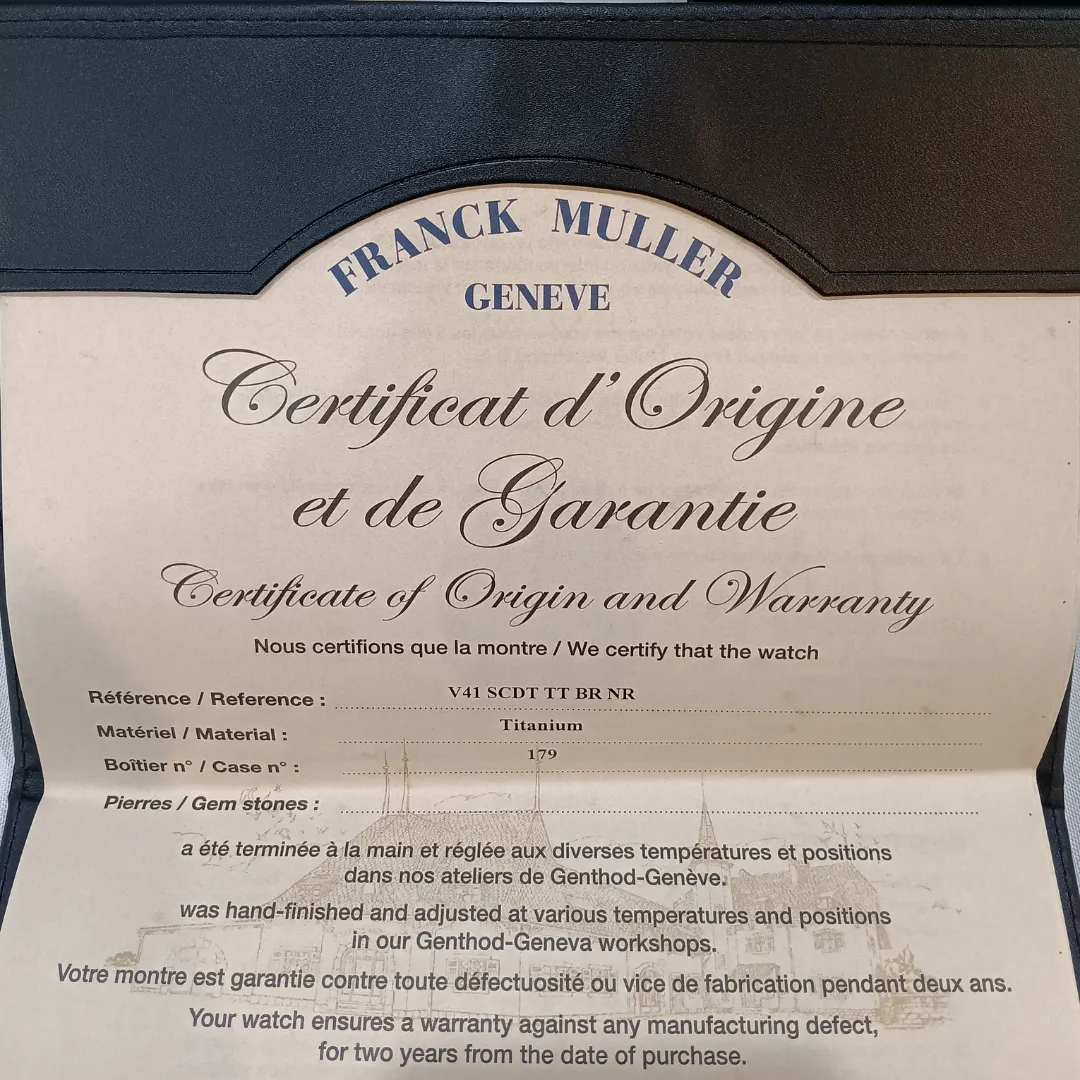 FRANCK MULLER
GENEVE
Certificat d'Origine
et de Garantie
Certificate of Origin and Warranty
Nous certifions que la montre / We certify that the watch
Référence / Reference : V41 SCDT TT BR NR
Matériel / Material : Titanium
Boîtier n° / Case n° : 179
Pierres / Gem stones :
a été terminée à la main et réglée aux diverses températures et positions
dans nos ateliers de Genthod-Genève.
was hand-finished and adjusted at various temperatures and positions
in our Genthod-Geneva workshops.
Votre montre est garantie contre toute défectuosité ou vice de fabrication pendant deux ans.
Your watch ensures a warranty against any manufacturing defect,
for two years from the date of purchase.